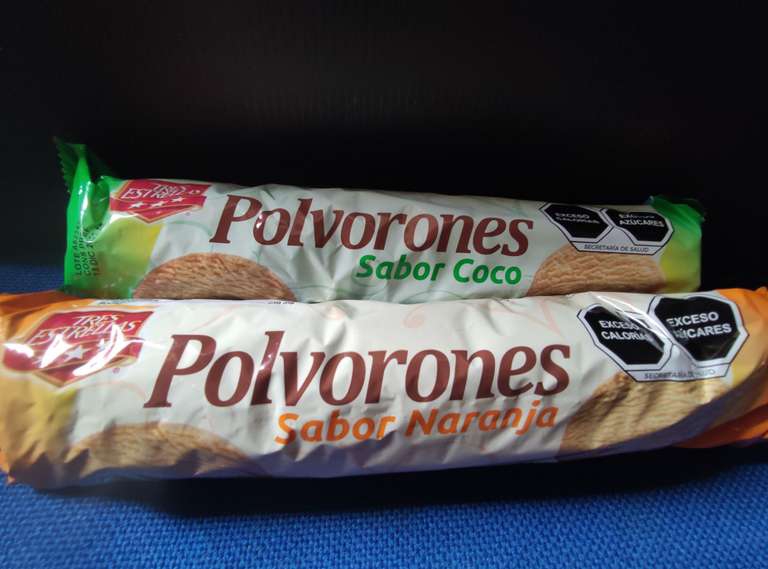 TRES
ESTRELLAS
Polvorones
Sabor Coco
EXCESO
CALORÍAS
EXCESO
AZÚCARES
SECRETARÍA DE SALUD
TRES
ESTRELLAS
Polvorones
Sabor Naranja
EXCESO
CALORÍAS
EXCESO
AZÚCARES
SECRETARÍA DE SALUD